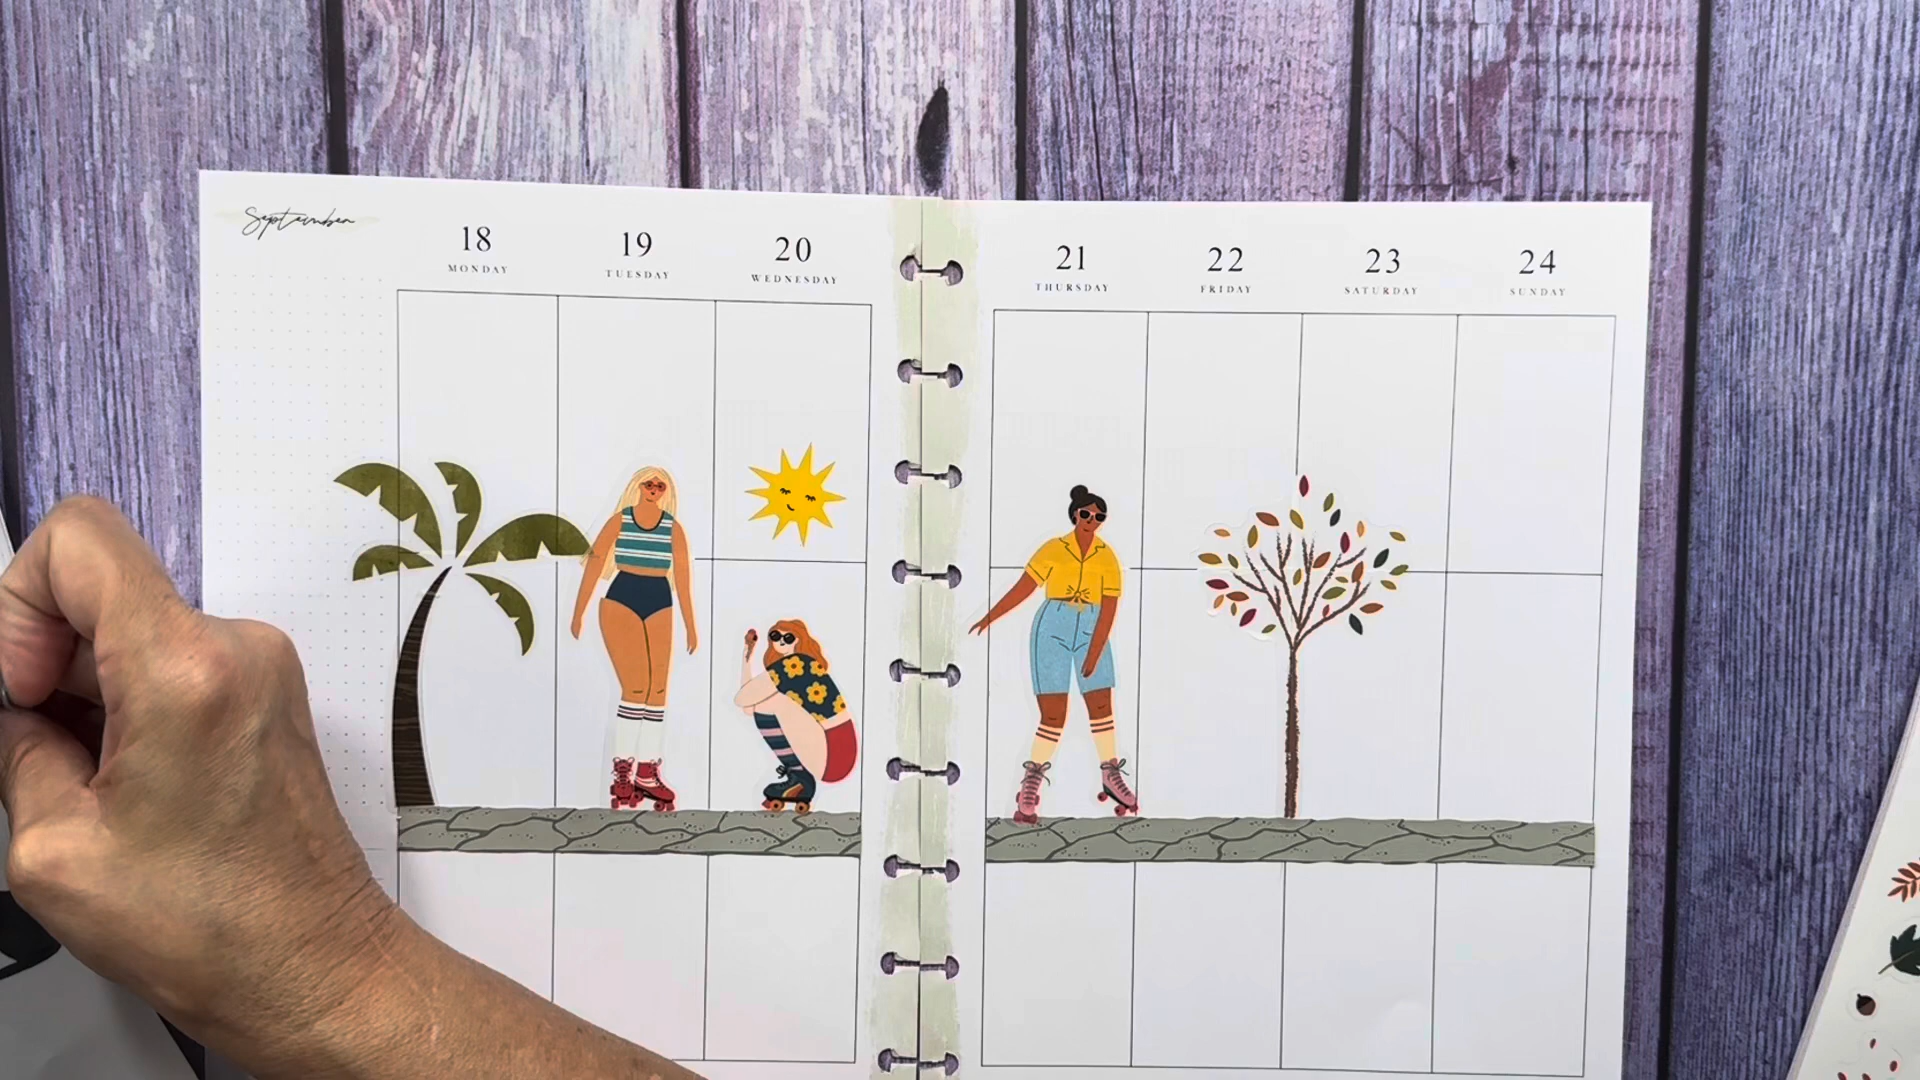 September
18 19 20 21 22 23 24
MONDAY TUESDAY WEDNESDAY THURSDAY FRIDAY SATURDAY SUNDAY